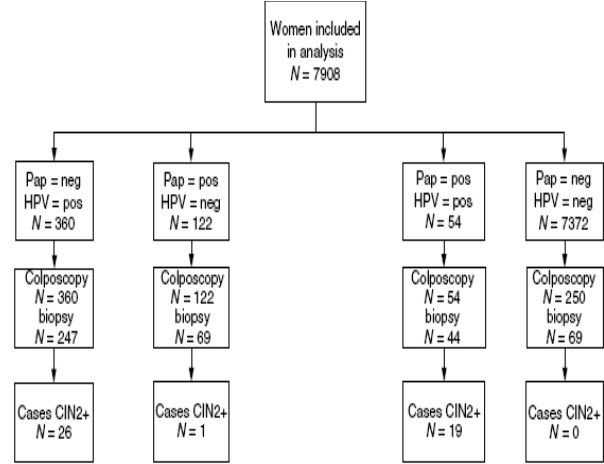 Women included
in analysis
N = 7908
Pap = neg
HPV = pos
N = 360
Pap = pos
HPV = neg
N = 122
Pap = pos
HPV = pos
N = 54
Pap = neg
HPV = neg
N = 7372
Colposcopy
N = 360
biopsy
N = 247
Colposcopy
N = 122
biopsy
N = 69
Colposcopy
N = 54
biopsy
N = 44
Colposcopy
N = 250
biopsy
N = 69
Cases CIN2+
N = 26
Cases CIN2+
N = 1
Cases CIN2+
N = 19
Cases CIN2+
N = 0